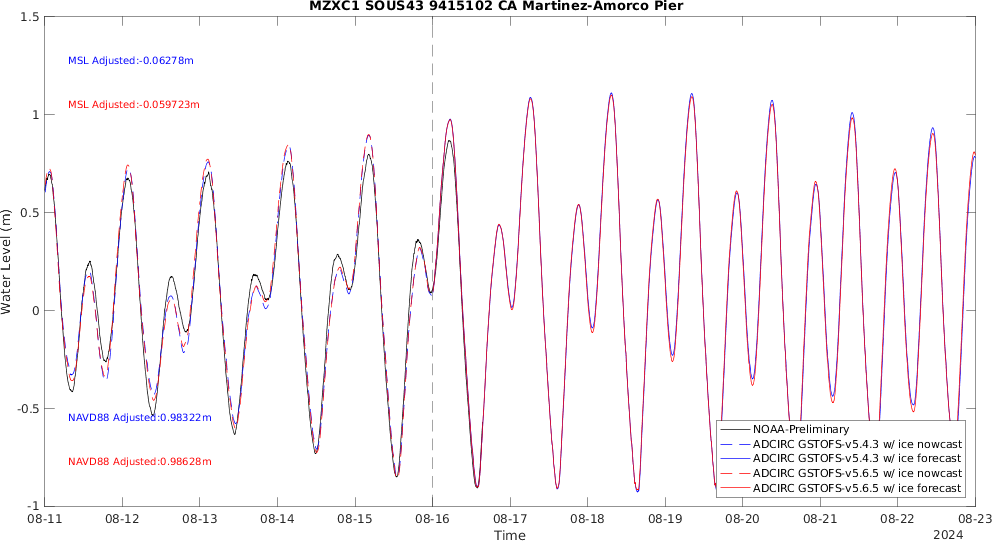 MZXC1 SOUS43 9415102 CA Martinez-Amorco Pier
1.5
MSL Adjusted:-0.06278m
MSL Adjusted:-0.059723m
1
0.5
Water Level (m)
0
-0.5
NAVD88 Adjusted:0.98322m
NAVD88 Adjusted:0.98628m
NOAA-Preliminary
ADCIRC GSTOFS-v5.4.3 w/ ice nowcast
ADCIRC GSTOFS-v5.4.3 w/ ice forecast
ADCIRC GSTOFS-v5.6.5 w/ ice nowcast
ADCIRC GSTOFS-v5.6.5 w/ ice forecast
-1
08-11 08-12 08-13 08-14 08-15 08-16 08-17 08-18 08-19 08-20 08-21 08-22 08-23
Time
2024